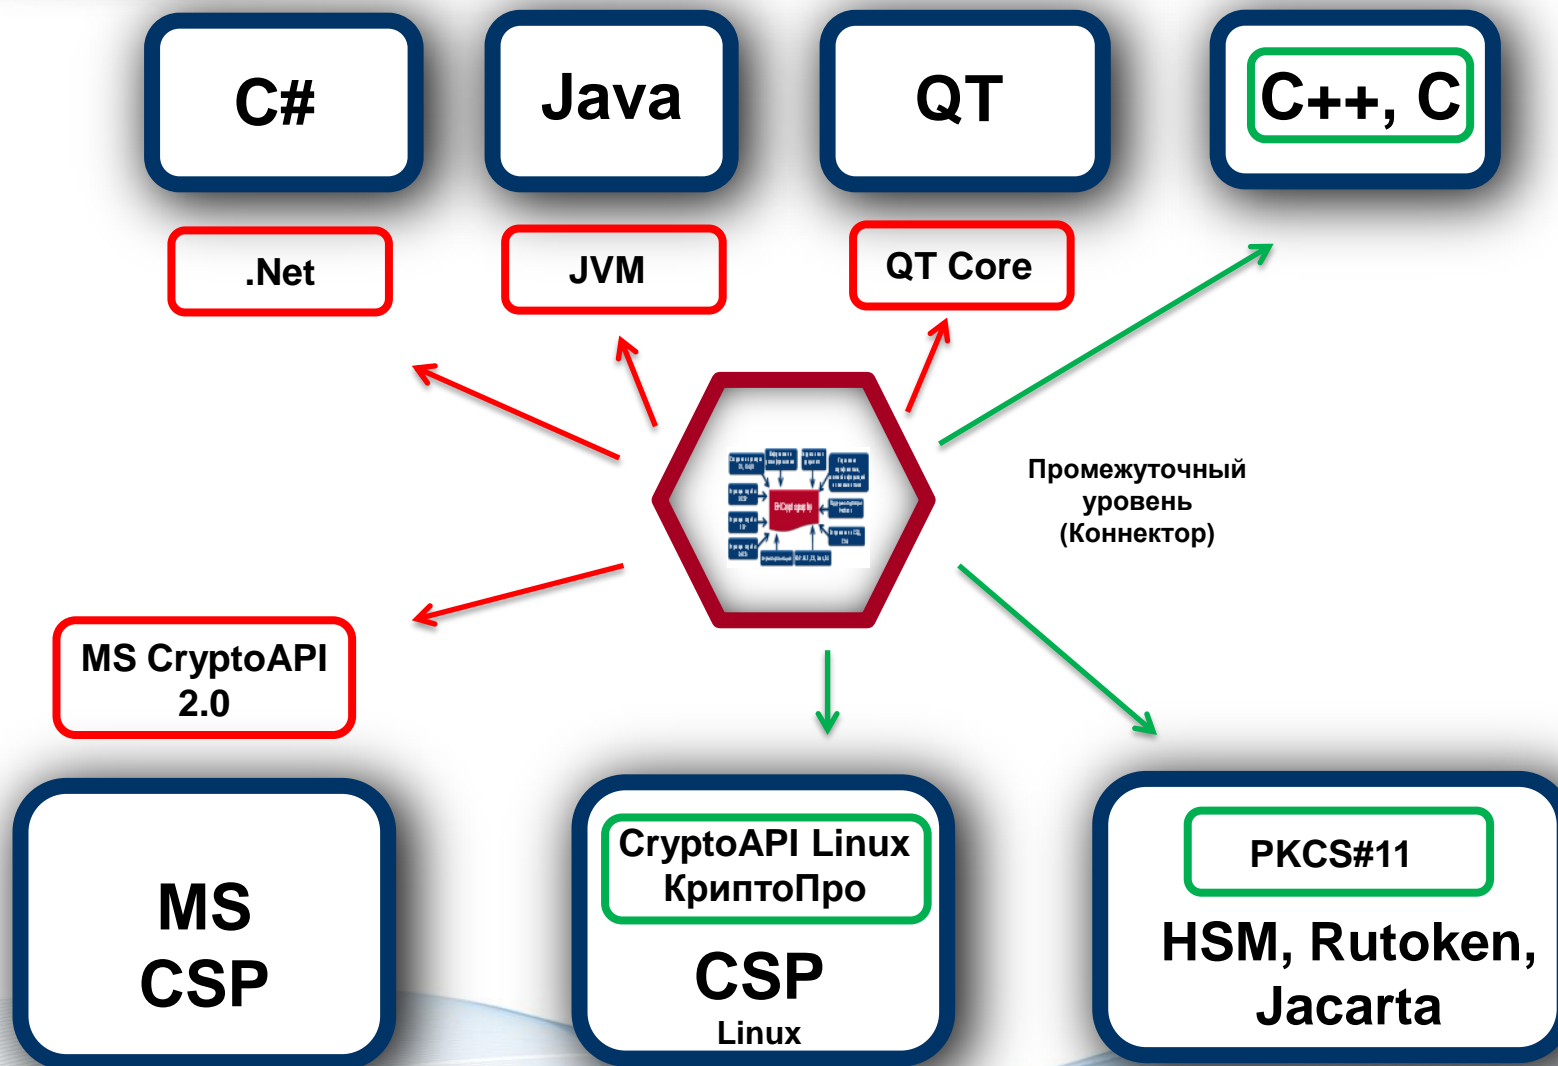 C#
Java
QT
C++, C
.Net
JVM
QT Core
Промежуточный
уровень
(Коннектор)
MS CryptoAPI
2.0
MS
CSP
CryptoAPI Linux
КриптоПро
CSP
Linux
PKCS#11
HSM, Rutoken,
Jacarta